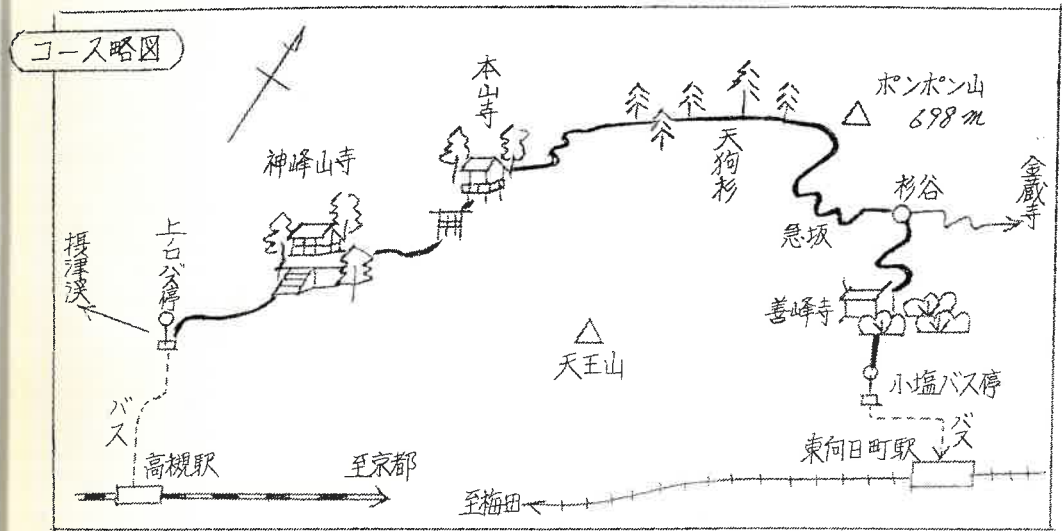 コース略図
本山寺
ポンポン山
698m
神峰山寺
天狗杉
杉谷
金蔵寺
急坂
上の口バス停
摂津渓
善峰寺
天王山
小塩バス停
バス
バス
高槻駅
至京都
東向日町駅
至梅田